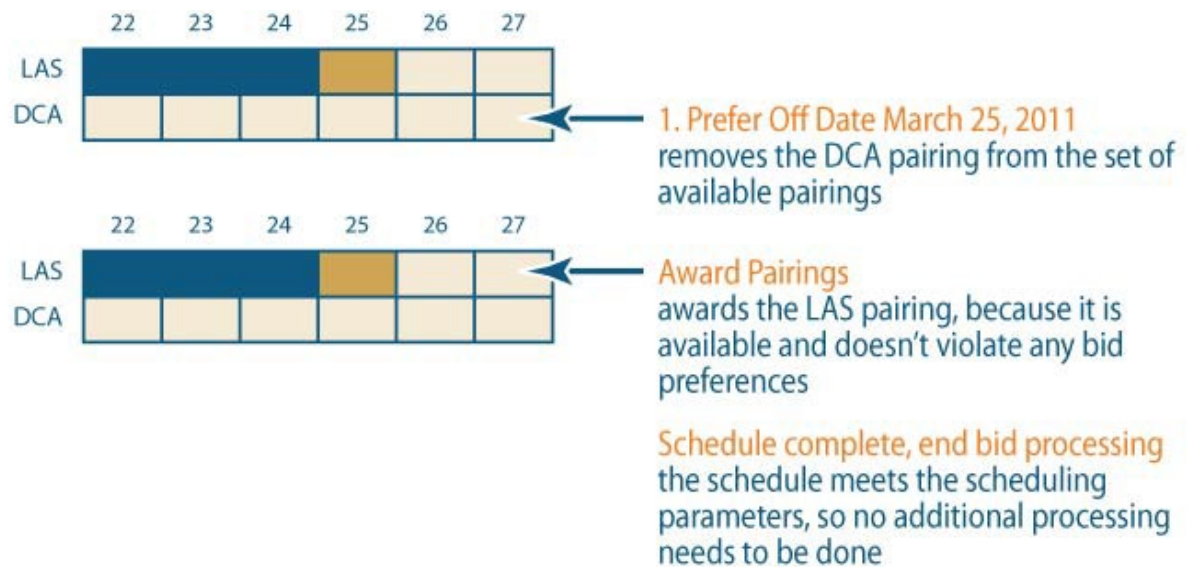 22 23 24 25 26 27
LAS
DCA
1. Prefer Off Date March 25, 2011
removes the DCA pairing from the set of
available pairings
22 23 24 25 26 27
LAS
DCA
Award Pairings
awards the LAS pairing, because it is
available and doesn't violate any bid
preferences
Schedule complete, end bid processing
the schedule meets the scheduling
parameters, so no additional processing
needs to be done